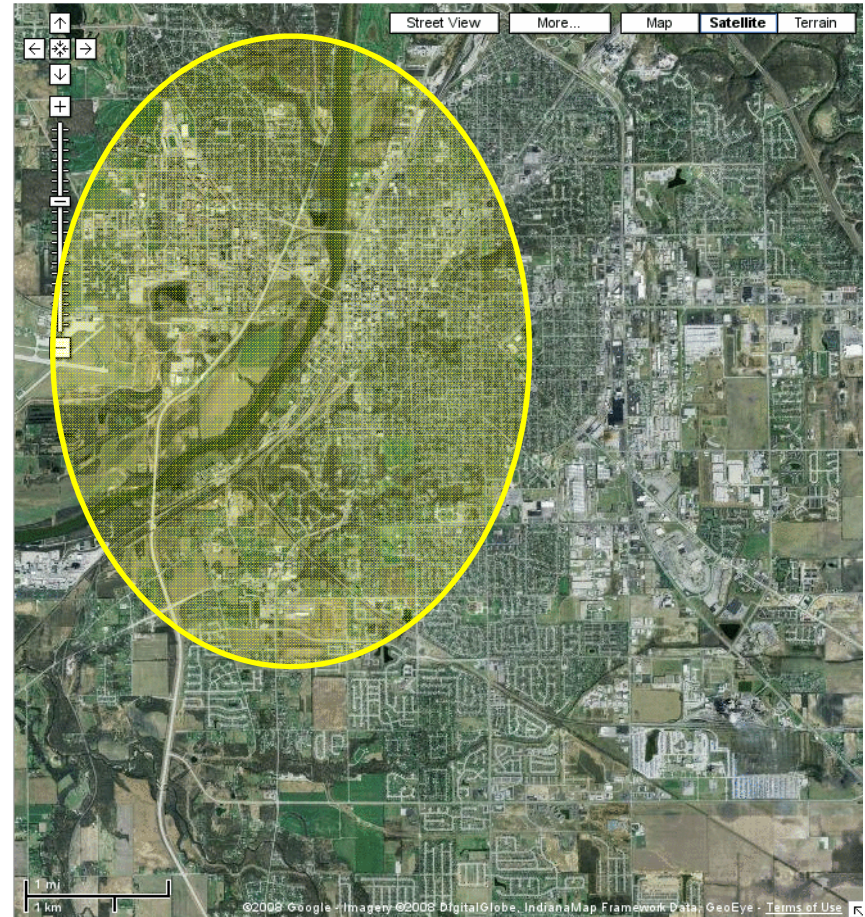 Street View More... Map Satellite Terrain
1 mi
1 km
©2008 Google - Imagery ©2008 DigitalGlobe, IndianaMap Framework Data, GeoEye - Terms of Use